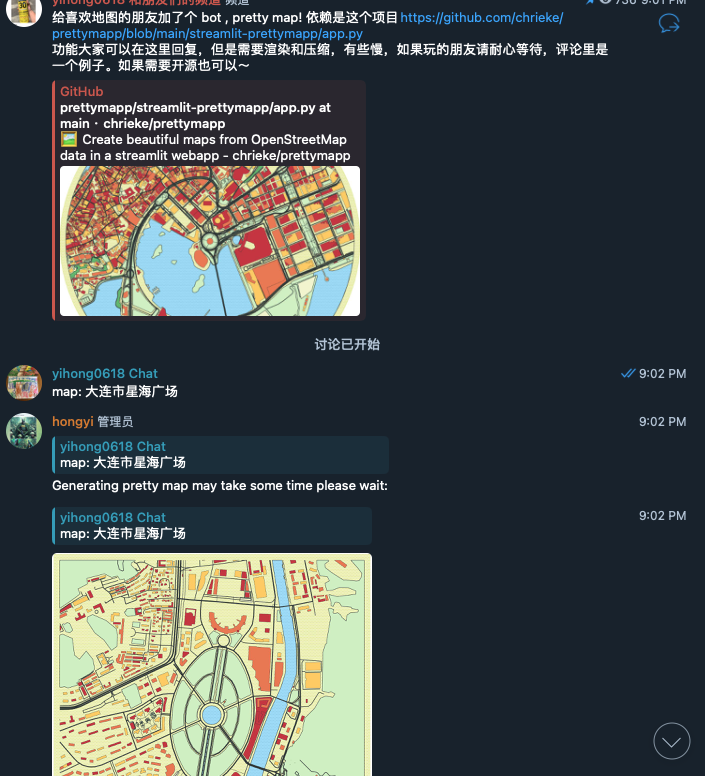 给喜欢地图的朋友加了个 bot , pretty map! 依赖是这个项目 https://github.com/chrieke/
prettymapp/blob/main/streamlit-prettymapp/app.py
功能大家可以在这里回复，但是需要渲染和压缩，有些慢，如果玩的朋友请耐心等待，评论里是
一个例子。如果需要开源也可以～
GitHub
prettymapp/streamlit-prettymapp/app.py at
main · chrieke/prettymapp
🖼️ Create beautiful maps from OpenStreetMap
data in a streamlit webapp - chrieke/prettymapp
讨论已开始
yihong0618 Chat 9:02 PM
map: 大连市星海广场
hongyi 管理员 9:02 PM
yihong0618 Chat
map: 大连市星海广场
Generating pretty map may take some time please wait:
yihong0618 Chat 9:02 PM
map: 大连市星海广场